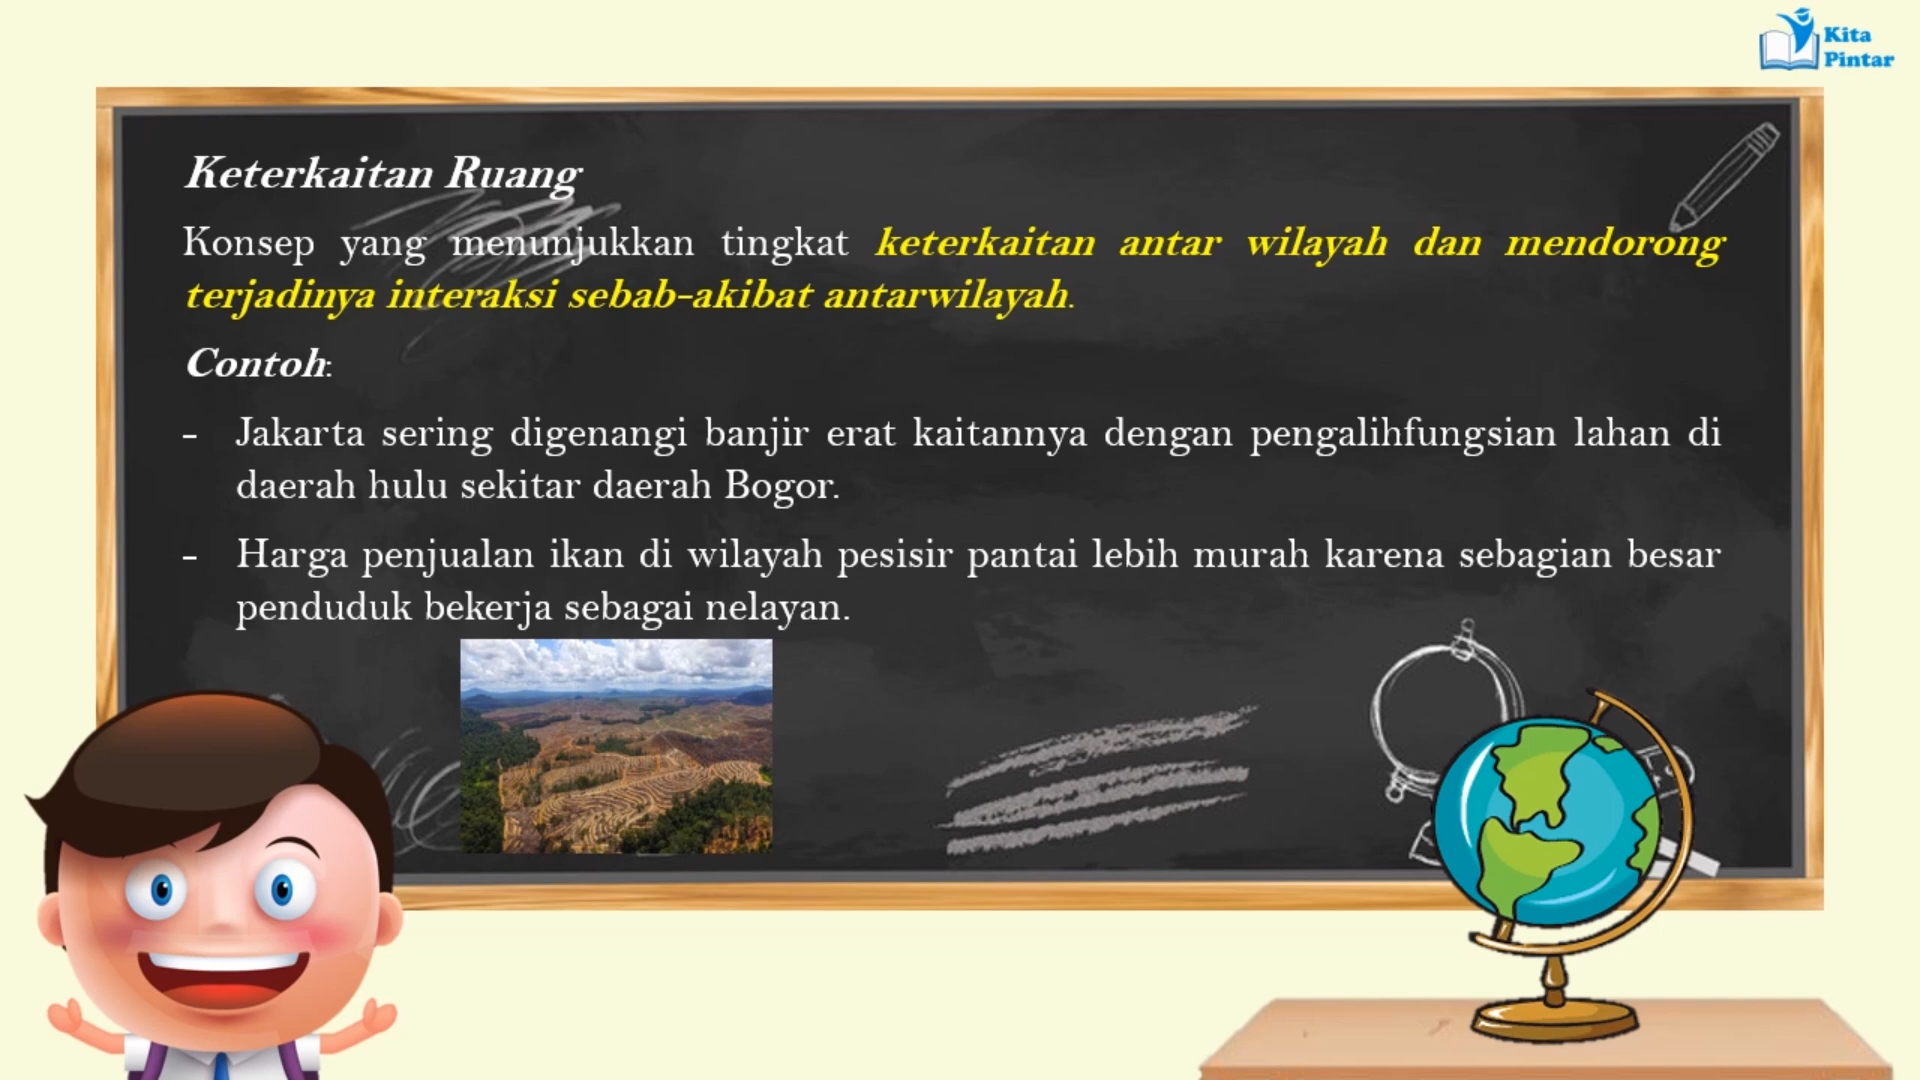 Kita
Pintar
Keterkaitan Ruang
Konsep yang menunjukkan tingkat keterkaitan antar wilayah dan mendorong
terjadinya interaksi sebab-akibat antarwilayah.
Contoh:
- Jakarta sering digenangi banjir erat kaitannya dengan pengalihfungsian lahan di
daerah hulu sekitar daerah Bogor.
- Harga penjualan ikan di wilayah pesisir pantai lebih murah karena sebagian besar
penduduk bekerja sebagai nelayan.